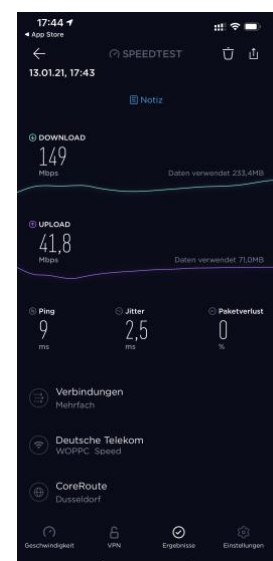 17:44
App Store
SPEEDTEST
13.01.21, 17:43
Notiz
DOWNLOAD
149
Mbps
Daten verwendet 233,4MB
UPLOAD
41,8
Mbps
Daten verwendet 71,0MB
Ping
Jitter
Paketverlust
9
2,5
0
ms
ms
%
Verbindungen
Mehrfach
Deutsche Telekom
WOPPC Speed
CoreRoute
Dusseldorf
Geschwindigkeit
VPN
Ergebnisse
Einstellungen